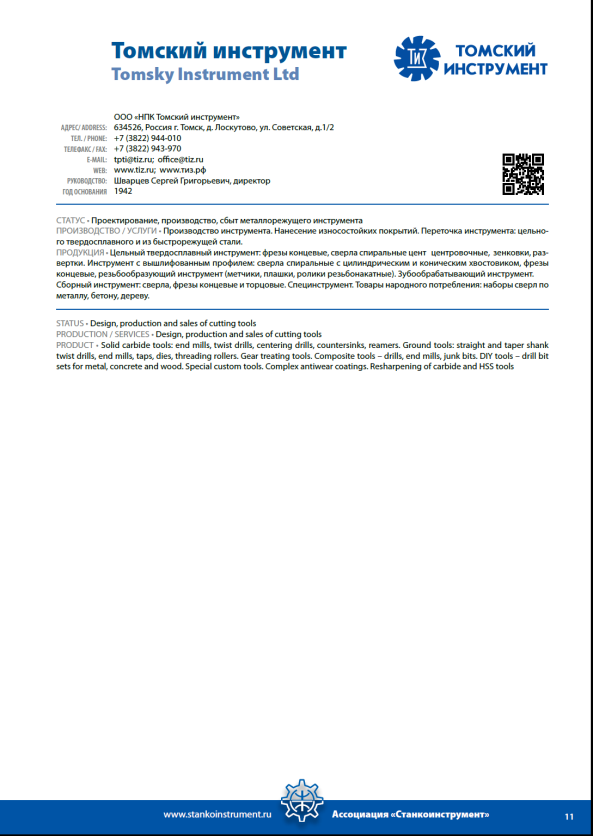 Томский инструмент
Tomsky Instrument Ltd
ТИЗ
ТОМСКИЙ
ИНСТРУМЕНТ
ООО «НПК Томский инструмент»
АДРЕС/ ADDRESS: 634526, Россия г. Томск, д. Лоскутово, ул. Советская, д.1/2
ТЕЛ. / PHONE: +7 (3822) 944-010
ТЕЛЕФАКС / FAX: +7 (3822) 943-970
E-MAIL: tpti@tiz.ru; office@tiz.ru
WEB: www.tiz.ru; www.тиз.рф
РУКОВОДСТВО: Шварцев Сергей Григорьевич, директор
ГОД ОСНОВАНИЯ 1942
СТАТУС - Проектирование, производство, сбыт металлорежущего инструмента
ПРОИЗВОДСТВО / УСЛУГИ - Производство инструмента. Нанесение износостойких покрытий. Переточка инструмента: цельно-
го твердосплавного и из быстрорежущей стали.
ПРОДУКЦИЯ - Цельный твердосплавный инструмент: фрезы концевые, сверла спиральные цент центровочные, зенковки, раз-
вертки. Инструмент с вышлифованным профилем: сверла спиральные с цилиндрическим и коническим хвостовиком, фрезы
концевые, резьбообразующий инструмент (метчики, плашки, ролики резьбонакатные). Зубообрабатывающий инструмент.
Сборный инструмент: сверла, фрезы концевые и торцовые. Специнструмент. Товары народного потребления: наборы сверл по
металлу, бетону, дереву.
STATUS - Design, production and sales of cutting tools
PRODUCTION / SERVICES - Design, production and sales of cutting tools
PRODUCT - Solid carbide tools: end mills, twist drills, centering drills, countersinks, reamers. Ground tools: straight and taper shank
twist drills, end mills, taps, dies, threading rollers. Gear treating tools. Composite tools – drills, end mills, junk bits. DIY tools – drill bit
sets for metal, concrete and wood. Special custom tools. Complex antiwear coatings. Resharpening of carbide and HSS tools
www.stankoinstrument.ru
Ассоциация «Станкоинструмент»
11